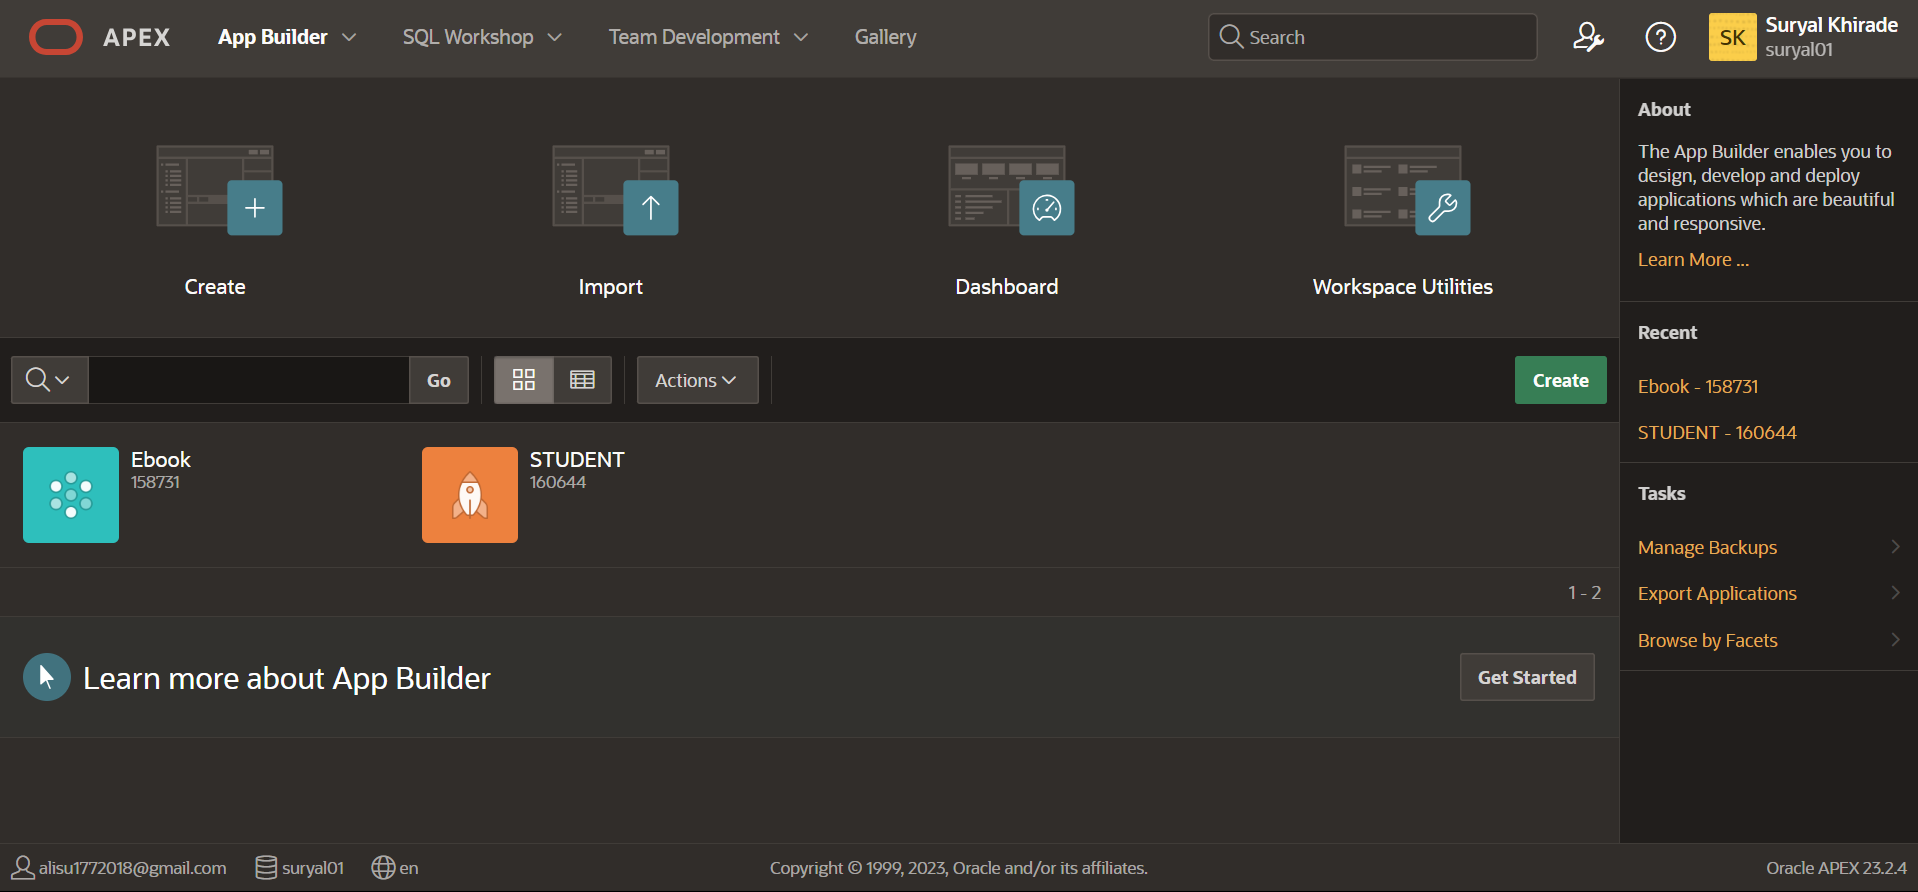 APEX
App Builder
SQL Workshop
Team Development
Gallery
Search
SK
Suryal Khirade
suryal01
Create
Import
Dashboard
Workspace Utilities
Go
Actions
Create
Ebook
158731
STUDENT
160644
1 - 2
Learn more about App Builder
Get Started
About
The App Builder enables you to
design, develop and deploy
applications which are beautiful
and responsive.
Learn More ...
Recent
Ebook - 158731
STUDENT - 160644
Tasks
Manage Backups
Export Applications
Browse by Facets
alisu1772018@gmail.com
suryal01
en
Copyright © 1999, 2023, Oracle and/or its affiliates.
Oracle APEX 23.2.4